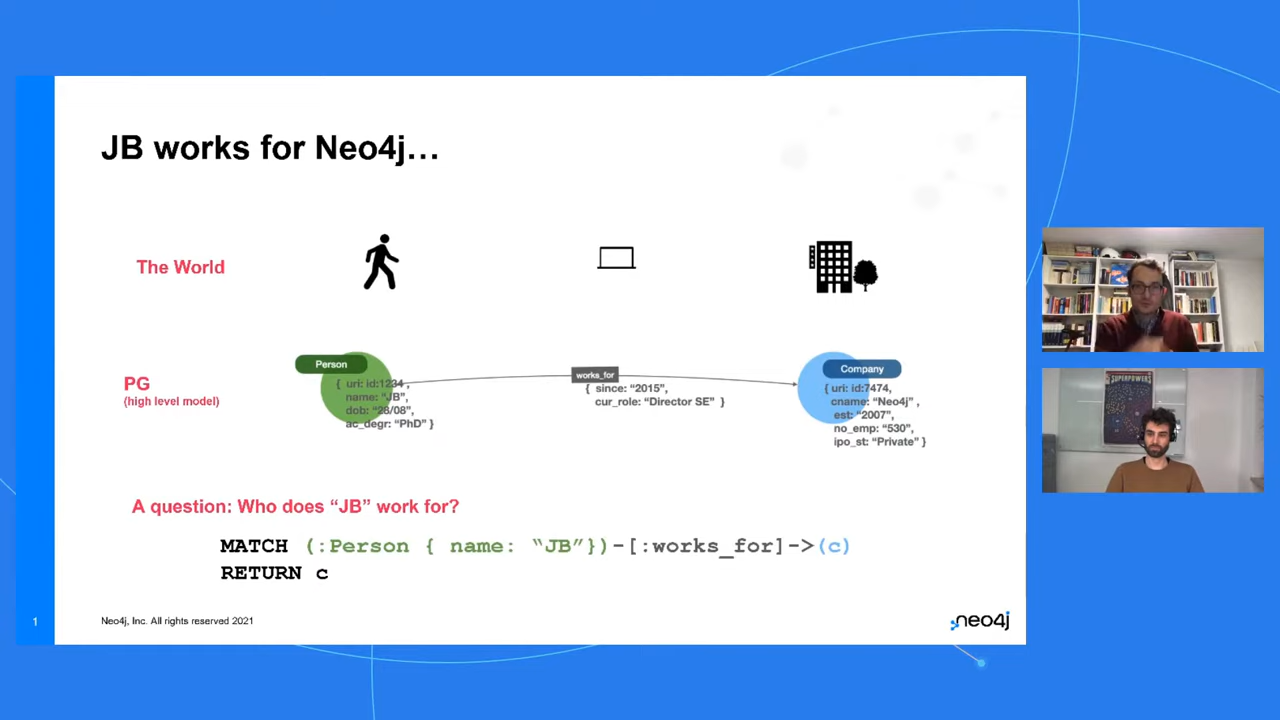 JB works for Neo4j…
The World
PG
(high level model)
Person
{ uri: id:1234 ,
name: “JB”,
dob: “28/08”,
ac_degr: “PhD” }
works_for
{ since: “2015”,
cur_role: “Director SE” }
Company
{ uri: id:7474,
cname: “Neo4j” ,
est: “2007”,
no_emp: “530”,
ipo_st: “Private” }
A question: Who does “JB” work for?
MATCH (:Person { name: “JB”})-[:works_for]->(c)
RETURN c
1
Neo4j, Inc. All rights reserved 2021
neo4j
SUPERPOWERS